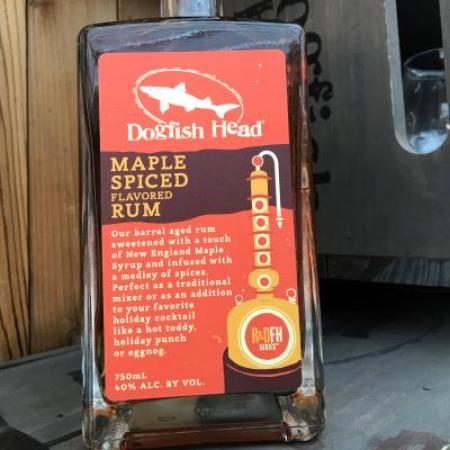 Dogfish Head
MAPLE
SPICED
FLAVORED
RUM
Our barrel aged rum
sweetened with a touch
of New England Maple
Syrup and infused with
a medley of spices.
Perfect as a traditional
mixer or as an addition
to your favorite
holiday cocktail
like a hot toddy,
holiday punch
or eggnog.
750mL
40% ALC. BY VOL.
R&DFH
SERIES